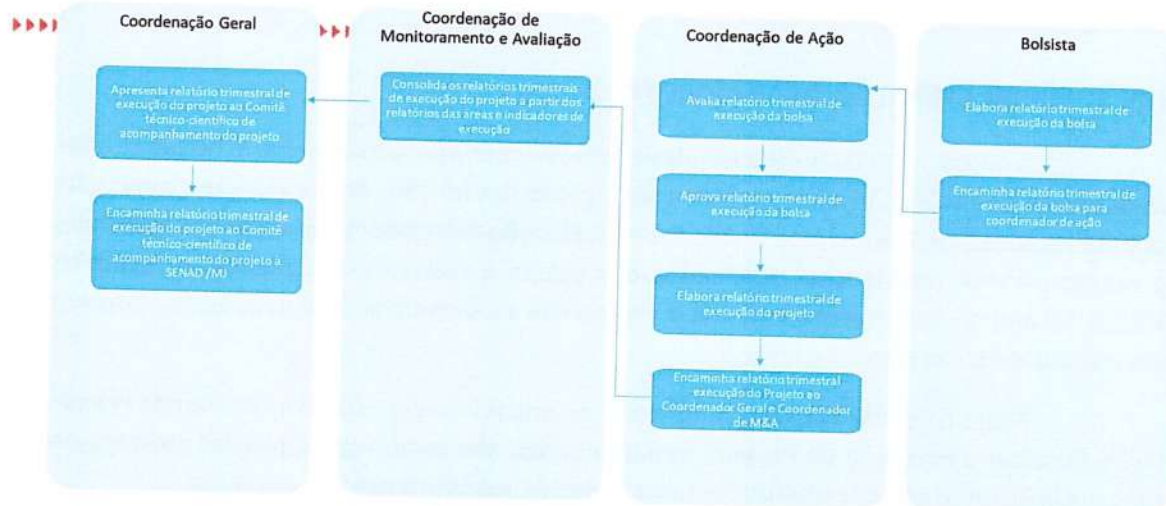 Coordenação Geral
Apresenta relatório trimestral de
execução do projeto ao Comitê
técnico-científico de
acompanhamento do projeto
Encaminha relatório trimestral de
execução do projeto ao Comitê
técnico-científico de
acompanhamento do projeto à
SENAD /MJ
Coordenação de
Monitoramento e Avaliação
Consolida os relatórios trimestrais
de execução do projeto a partir dos
relatórios das áreas e indicadores de
execução
Coordenação de Ação
Avalia relatório trimestral de
execução da bolsa
Aprova relatório trimestral de
execução da bolsa
Elabora relatório trimestral de
execução do projeto
Encaminha relatório trimestral
execução do Projeto ao
Coordenador Geral e Coordenador
de M&A
Bolsista
Elabora relatório trimestral de
execução da bolsa
Encaminha relatório trimestral de
execução da bolsa para
coordenador de ação